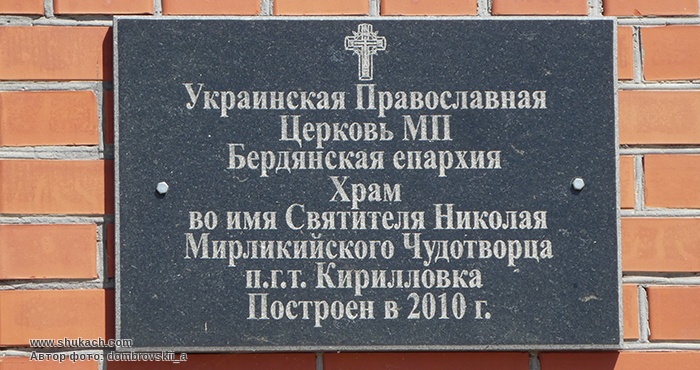 Украинская Православная
Церковь МП
Бердянская епархия
Храм
во имя Святителя Николая
Мирликийского Чудотворца
п.г.т. Кирилловка
Построен в 2010 г.
www.shukach.com
Автор фото: dombrovskii_a